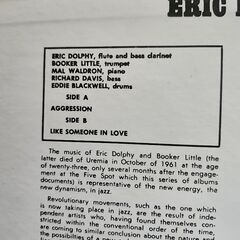 ERIC
ERIC DOLPHY, flute and bass clarinet
BOOKER LITTLE, trumpet
MAL WALDRON, piano
RICHARD DAVIS, bass
EDDIE BLACKWELL, drums
SIDE A
AGGRESSION
SIDE B
LIKE SOMEONE IN LOVE
The music of Eric Dolphy and Booker Little (the
latter died of Uremia in October of 1961 at the age
of twenty-three, only several months after the engage-
ment at the Five Spot which this series of albums
documents) is representative of the new energy, the
new dynamism, in jazz.
Revolutionary movements, such as the one which
is now taking place in jazz, are the result of inde-
pendent artists who, having found themselves con-
stricted within the conventional order of the time,
are coming to similar conclusion about the nature and
the possibilties of a new